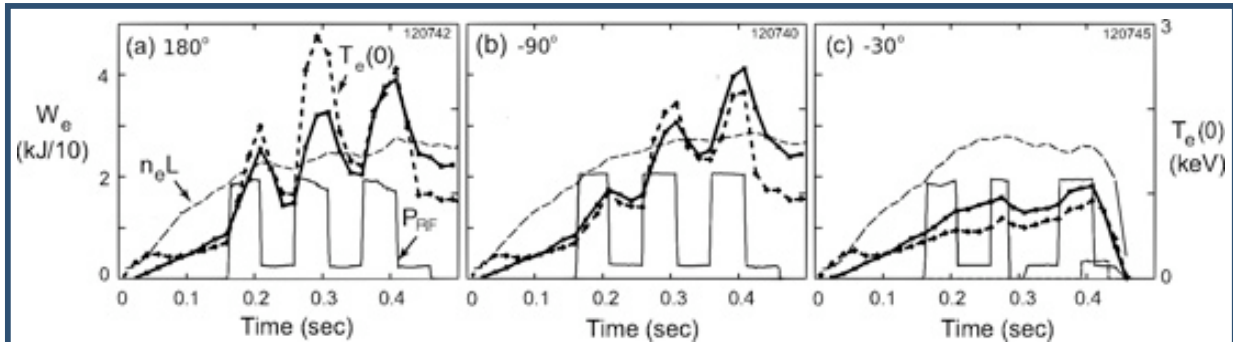 (a) 180° 120742
(b) -90° 120740
(c) -30° 120745
3
T_e(0)
4
W_e
(kJ/10)
T_e(0)
(keV)
n_eL
2
1
P_RF
0
0
0 0.1 0.2 0.3 0.4
0 0.1 0.2 0.3 0.4
0 0.1 0.2 0.3 0.4
Time (sec)
Time (sec)
Time (sec)